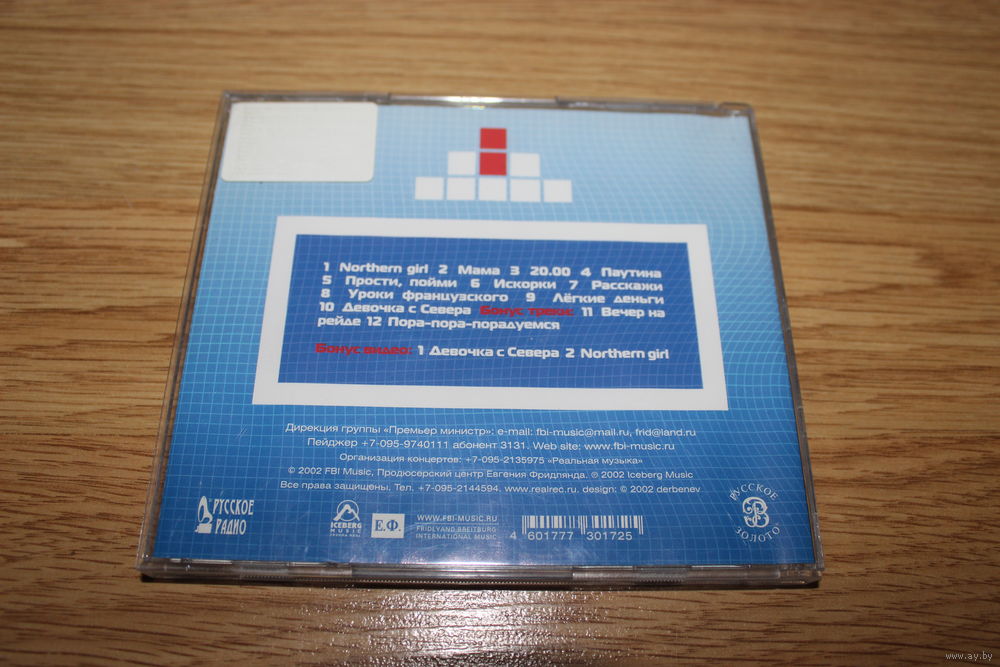 1 Northern girl 2 Мама 3 20.00 4 Паутина
5 Прости, пойми 6 Искорки 7 Расскажи
8 Уроки французского 9 Лёгкие деньги
10 Девочка с Севера Бонус треки: 11 Вечер на
рейде 12 Пора-пора-порадуемся
Бонус видео: 1 Девочка с Севера 2 Northern girl
Дирекция группы «Премьер министр»: e-mail: fbi-music@mail.ru, frid@land.ru
Пейджер +7-095-9740111 абонент 3131. Web site: www.fbi-music.ru
Организация концертов: +7-095-2135975 «Реальная музыка»
© 2002 FBI Music, Продюсерский центр Евгения Фридлянда. ℗ 2002 Iceberg Music
Все права защищены. Тел. +7-095-2144594. www.realrec.ru. design: © 2002 derbenev
РУССКОЕ
РАДИО
ICEBERG
MUSIC
Е.Ф.
WWW.FBI-MUSIC.RU
FRIDLYAND BREITBURG
INTERNATIONAL MUSIC
4 601777 301725
РУССКОЕ
ЗОЛОТО
www.ay.by